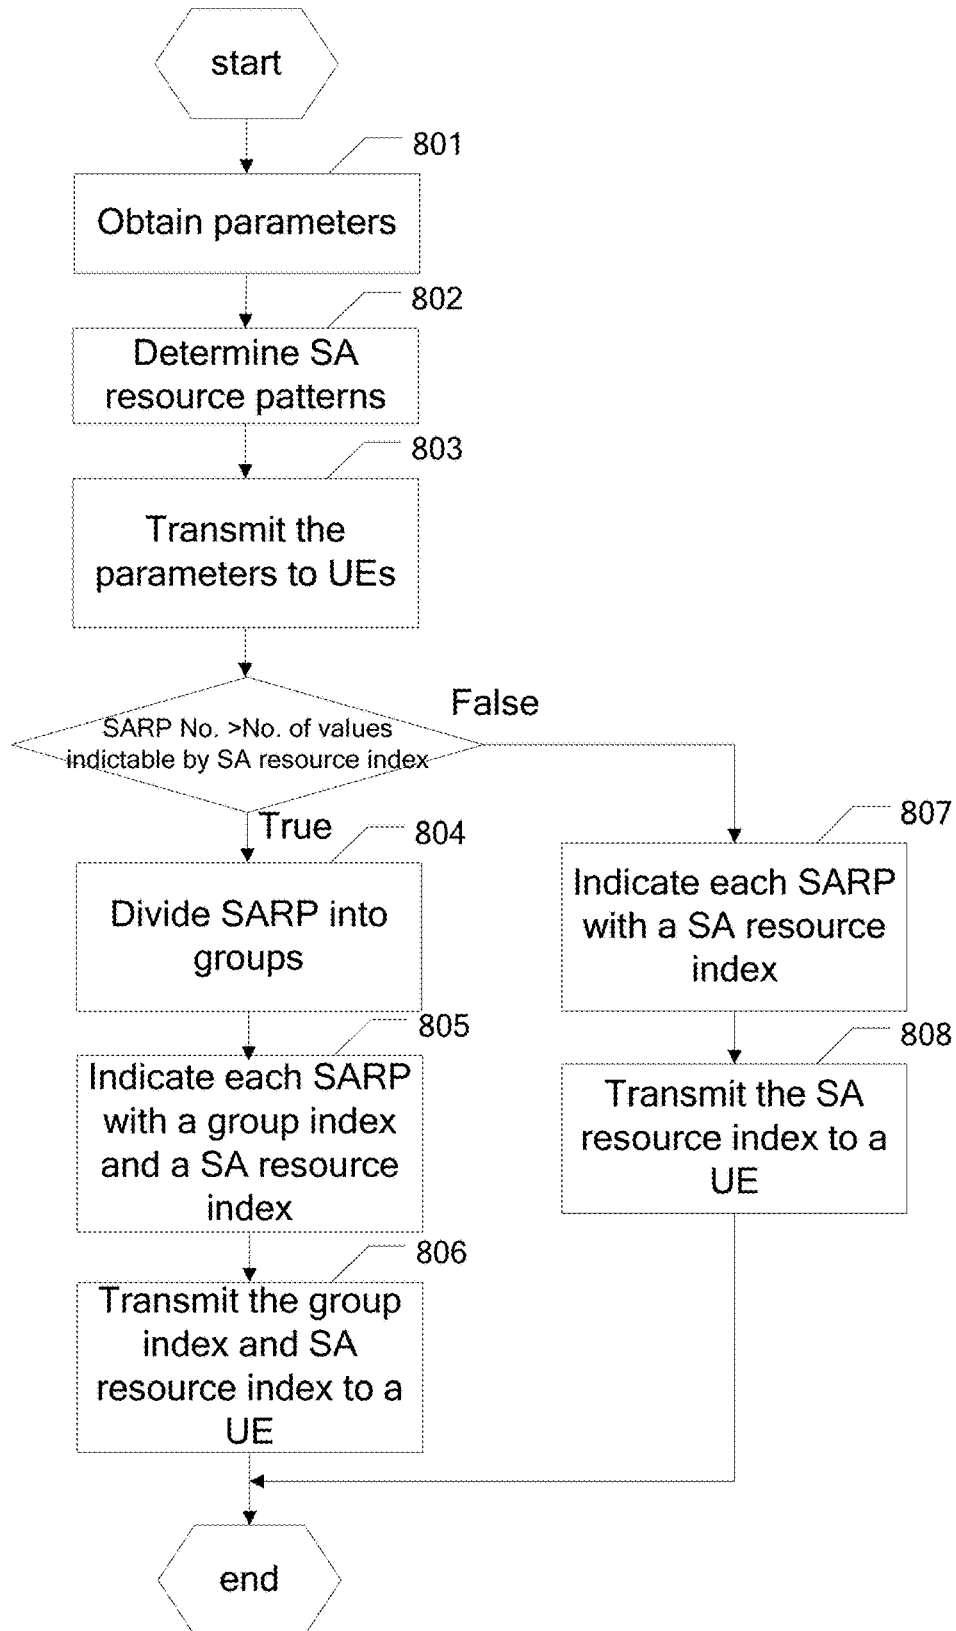 start
801
Obtain parameters
802
Determine SA
resource patterns
803
Transmit the
parameters to UEs
False
SARP No. >No. of values
indictable by SA resource index
True
804
Divide SARP into
groups
805
Indicate each SARP
with a group index
and a SA resource
index
806
Transmit the group
index and SA
resource index to a
UE
807
Indicate each SARP
with a SA resource
index
808
Transmit the SA
resource index to a
UE
end